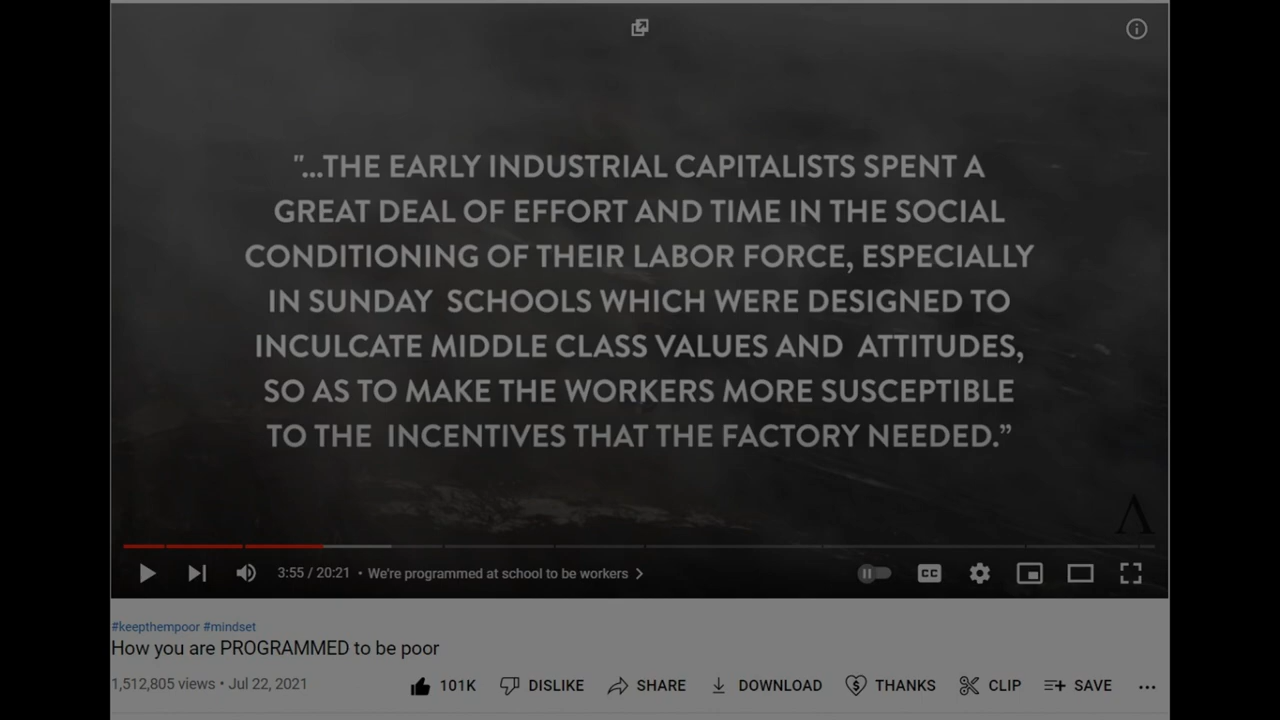 "...THE EARLY INDUSTRIAL CAPITALISTS SPENT A
GREAT DEAL OF EFFORT AND TIME IN THE SOCIAL
CONDITIONING OF THEIR LABOR FORCE, ESPECIALLY
IN SUNDAY SCHOOLS WHICH WERE DESIGNED TO
INCULCATE MIDDLE CLASS VALUES AND ATTITUDES,
SO AS TO MAKE THE WORKERS MORE SUSCEPTIBLE
TO THE INCENTIVES THAT THE FACTORY NEEDED.”
3:55 / 20:21 • We're programmed at school to be workers
CC
#keepthempoor #mindset
How you are PROGRAMMED to be poor
1,512,805 views • Jul 22, 2021 101K DISLIKE SHARE DOWNLOAD THANKS CLIP SAVE ...